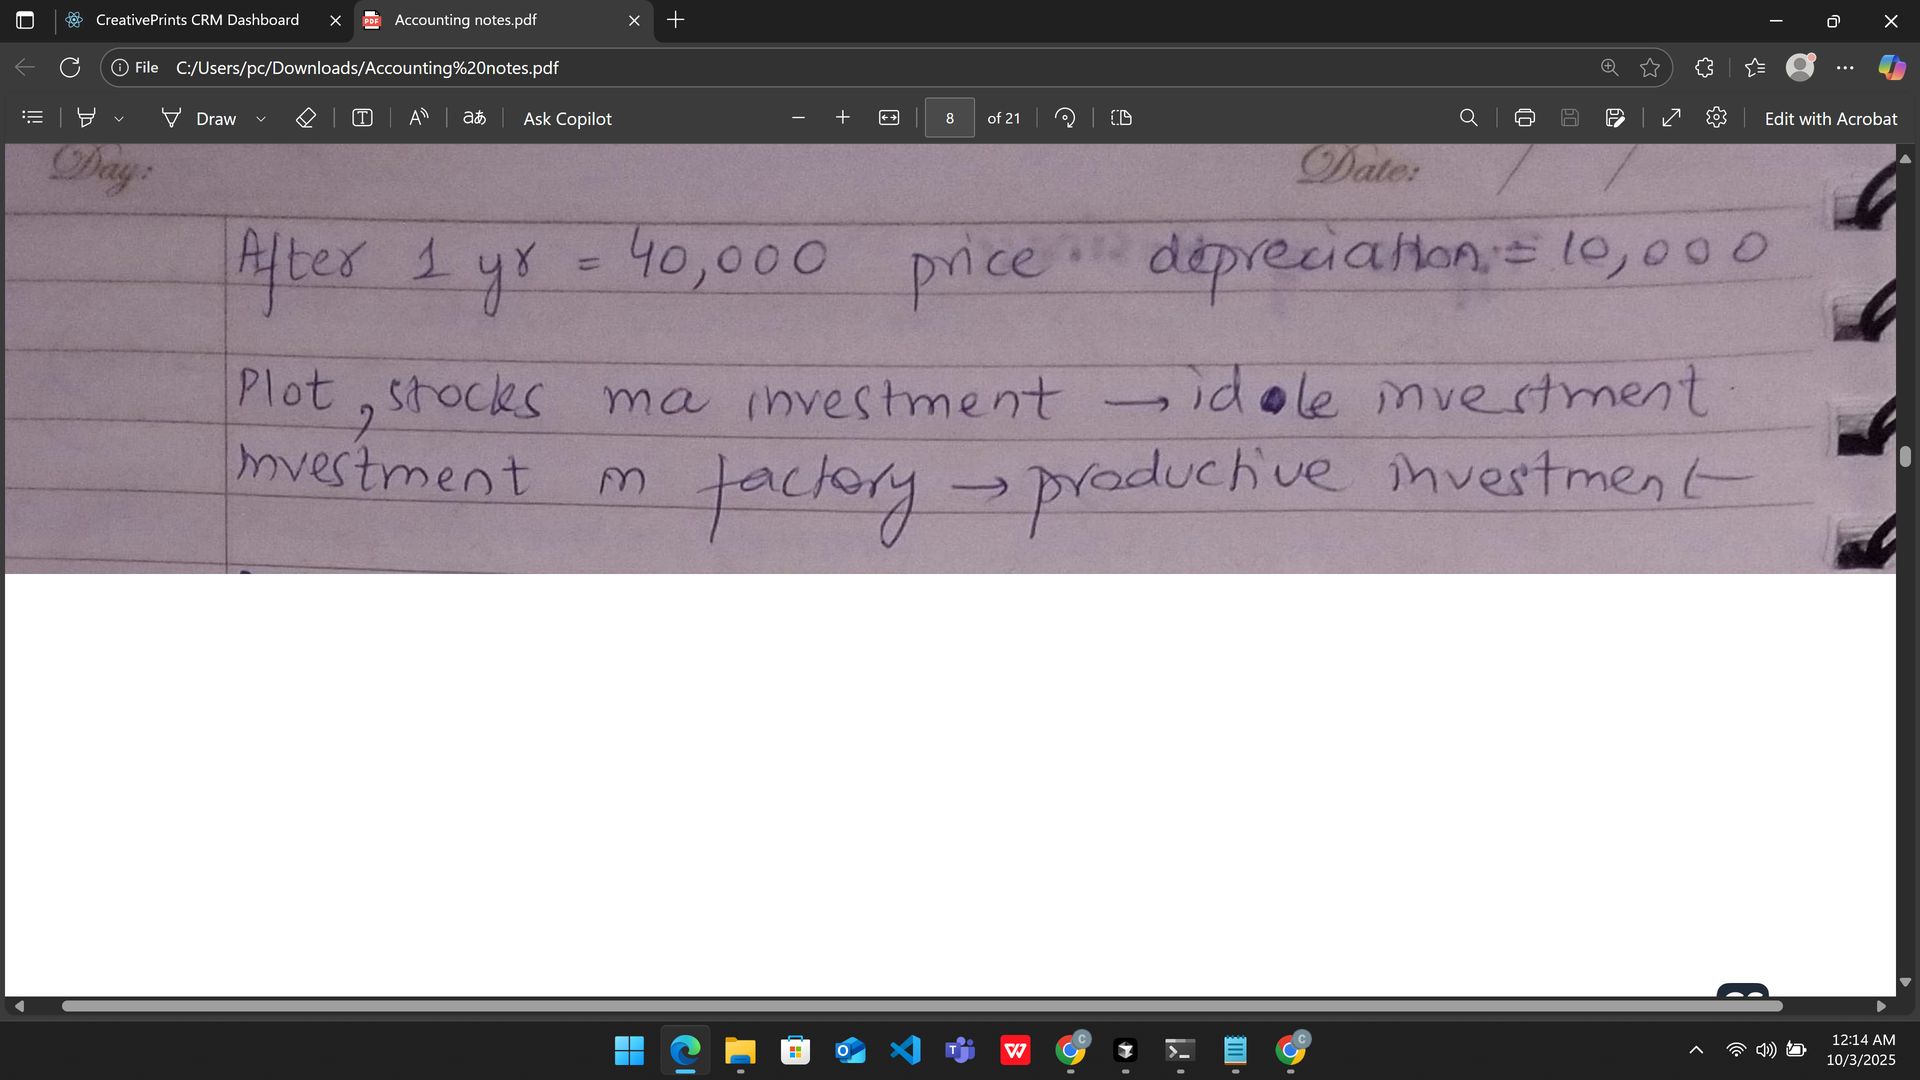 CreativePrints CRM Dashboard
Accounting notes.pdf
File C:/Users/pc/Downloads/Accounting%20notes.pdf
Draw
Ask Copilot
8 of 21
Edit with Acrobat
Day:
Date: / /
After 1 yr = 40,000 price depreciation = 10,000
Plot, stocks ma investment → idole investment
investment in factory → productive investment
12:14 AM
10/3/2025